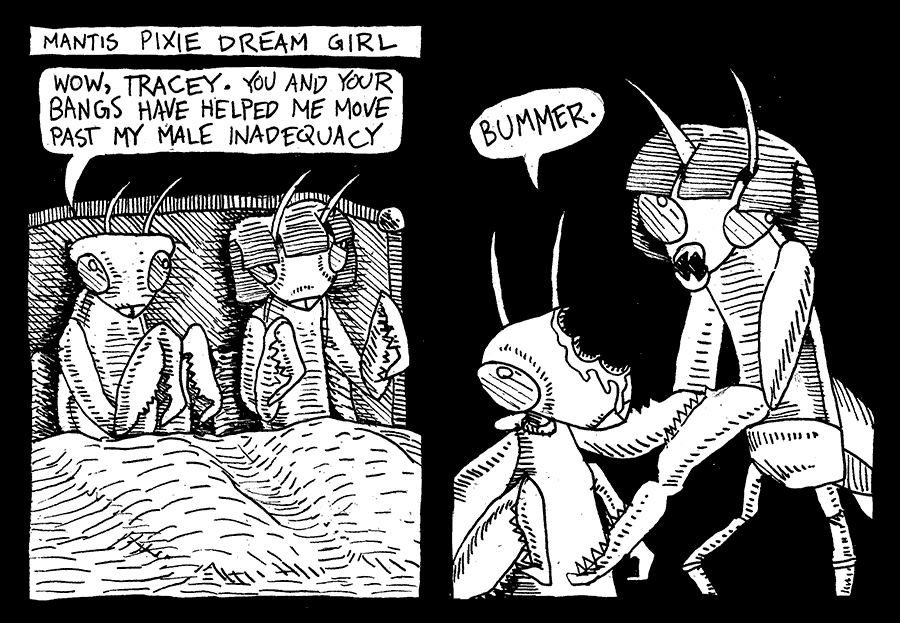 MANTIS PIXIE DREAM GIRL
WOW, TRACEY. YOU AND YOUR
BANGS HAVE HELPED ME MOVE
PAST MY MALE INADEQUACY
BUMMER.